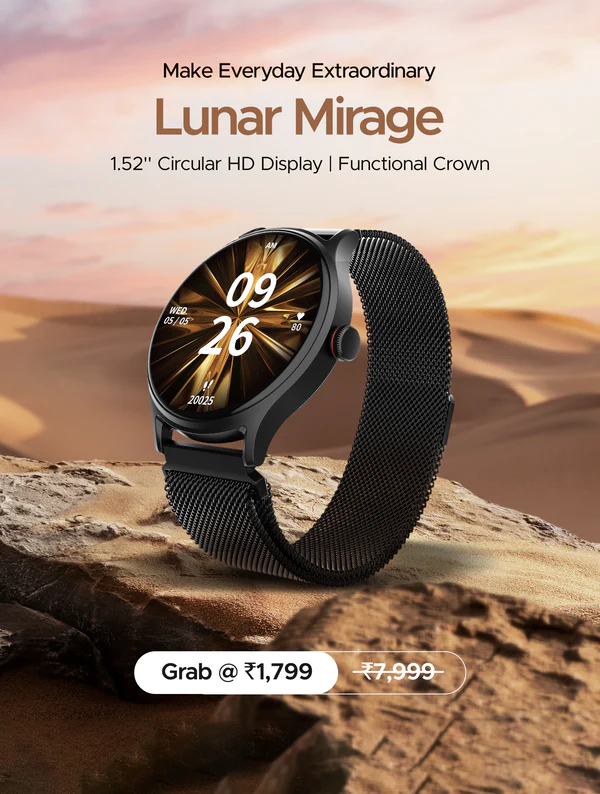 Make Everyday Extraordinary
Lunar Mirage
1.52" Circular HD Display | Functional Crown
AM
09
WED
05/05
26
80
20025
Grab @ ₹1,799 ₹7,999